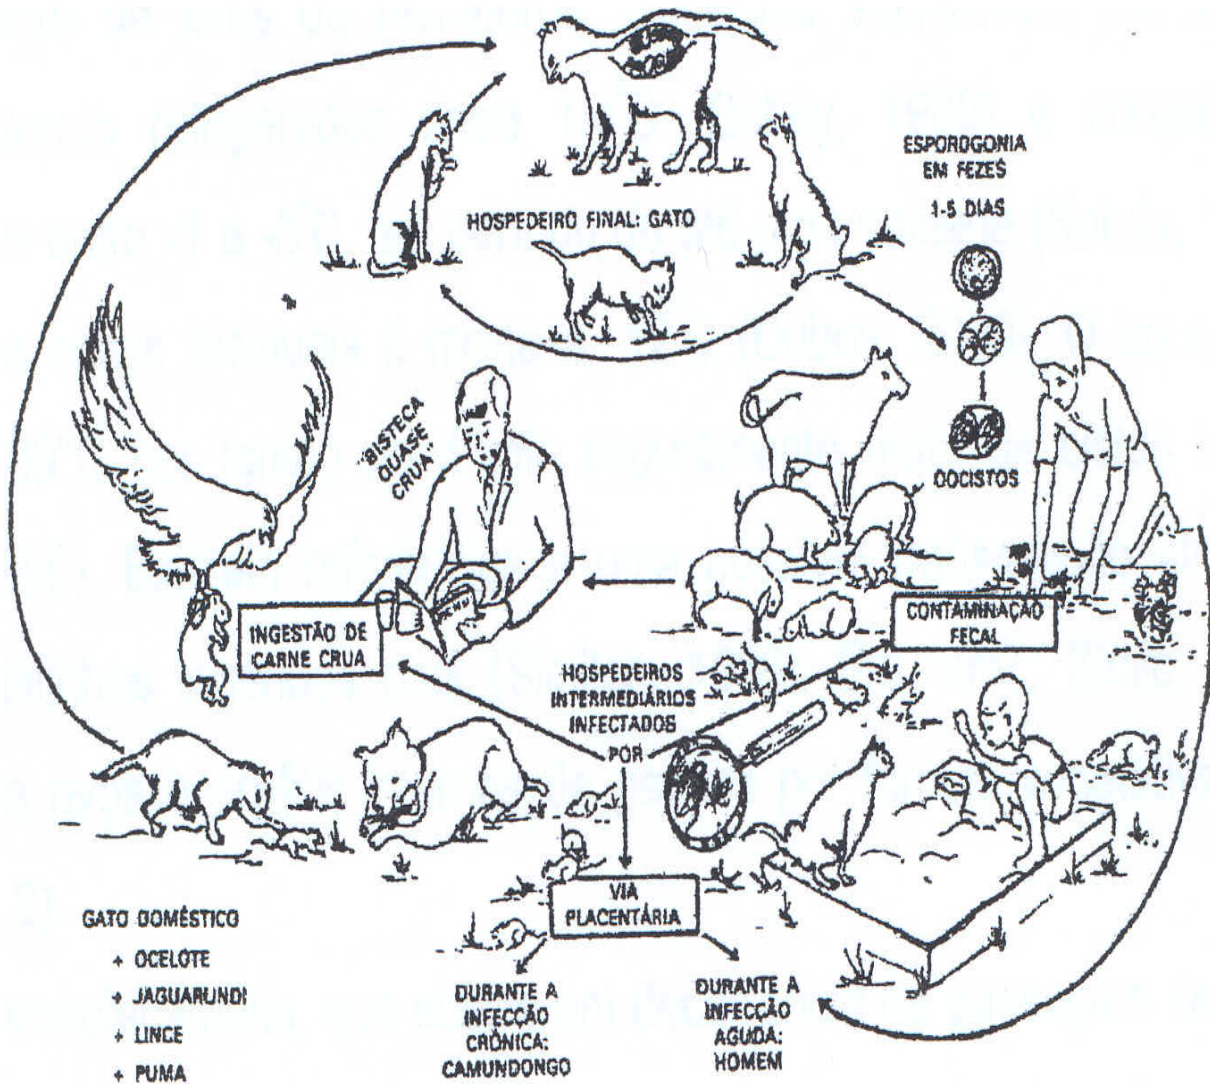 ESPOROGONIA
EM FEZES
1-5 DIAS
HOSPEDEIRO FINAL: GATO
"BISTECA
QUASE
CRUA"
OOCISTOS
INGESTÃO DE
CARNE CRUA
CONTAMINAÇÃO
FECAL
HOSPEDEIROS
INTERMEDIÁRIOS
INFECTADOS
POR
MENU
VIA
PLACENTÁRIA
GATO DOMÉSTICO
+ OCELOTE
+ JAGUARUNDI
+ LINCE
+ PUMA
DURANTE A
INFECÇÃO
CRÔNICA:
CAMUNDONGO
DURANTE A
INFECÇÃO
AGUDA:
HOMEM